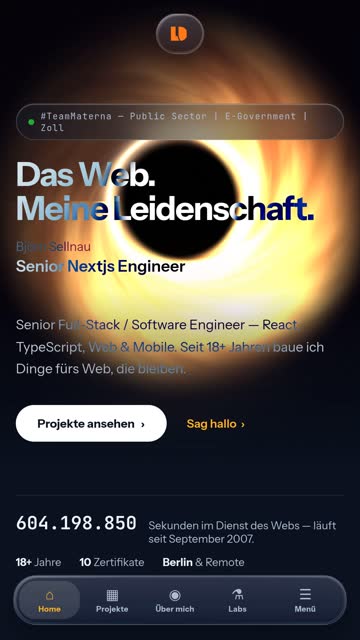 #TeamMaterna — Public Sector | E-Government |
Zoll
Das Web.
Meine Leidenschaft.
Björn Sellnau
Senior Nextjs Engineer
Senior Full-Stack / Software Engineer — React,
TypeScript, Web & Mobile. Seit 18+ Jahren baue ich
Dinge fürs Web, die bleiben.
Projekte ansehen ›
Sag hallo ›
604.198.850
Sekunden im Dienst des Webs — läuft
seit September 2007.
18+ Jahre
10 Zertifikate
Berlin & Remote
Home
Projekte
Über mich
Labs
Menü